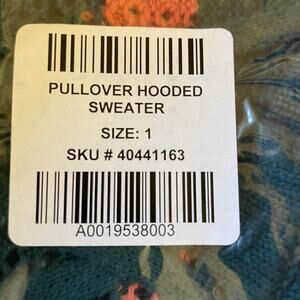 PULLOVER HOODED
SWEATER
SIZE: 1
SKU # 40441163
A0019538003